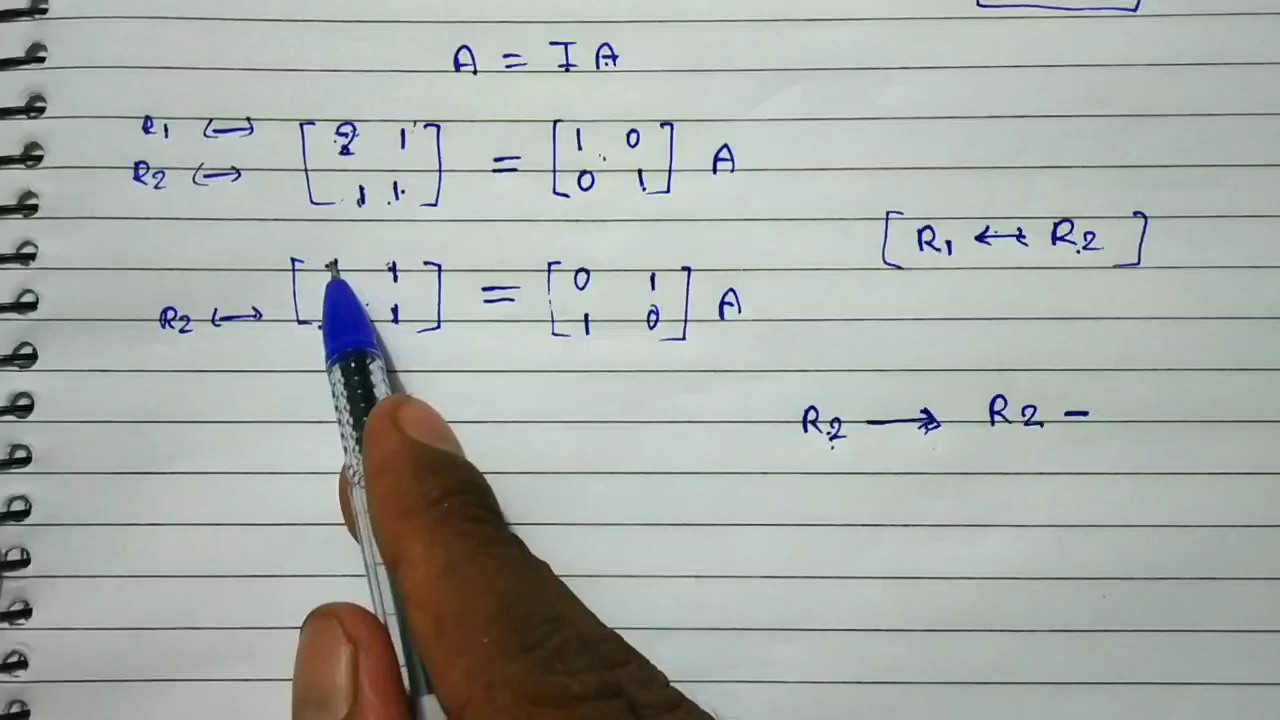 A = I A
R1 ↔ [ 2 1 ] = [ 1 0 ] A
R2 ↔ [ 1 1 ] [ 0 1 ]
[ R1 ↔ R2 ]
[ 1 1 ] = [ 0 1 ] A
R2 ↔ [ 1 ] [ 1 0 ]
R2 → R2 -